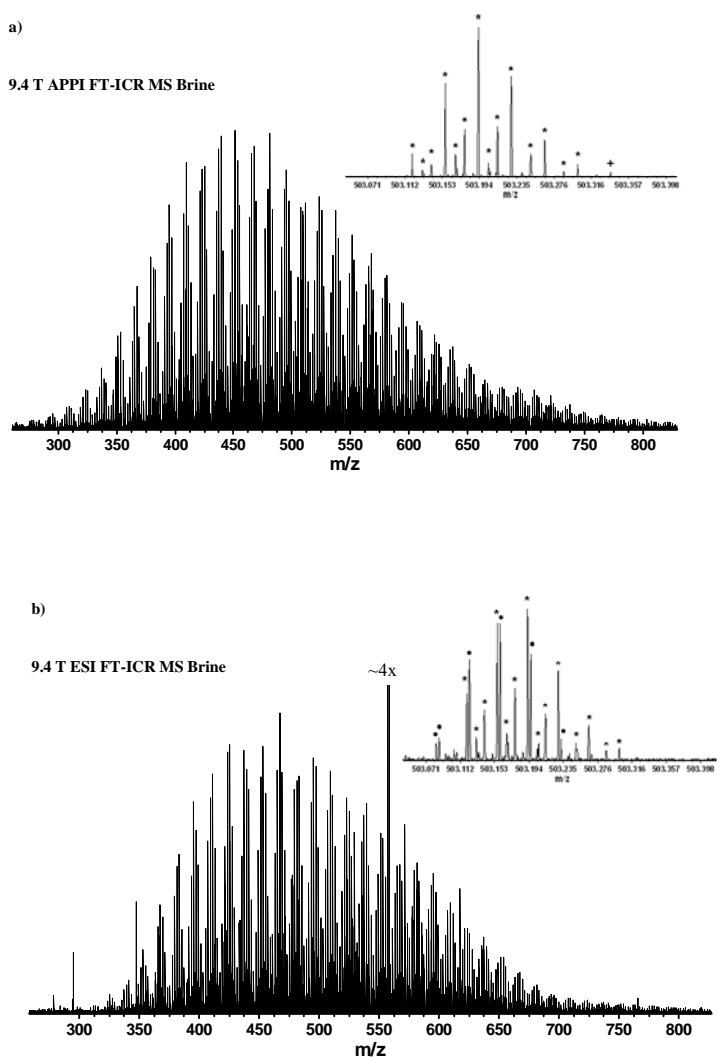 a)
9.4 T APPI FT-ICR MS Brine
* * * * * * * * * * * * * * +
503.071 503.112 503.153 503.194 503.235 503.276 503.316 503.357 503.398
m/z
300 350 400 450 500 550 600 650 700 750 800
m/z
b)
9.4 T ESI FT-ICR MS Brine
~4x
503.071 503.112 503.153 503.194 503.235 503.276 503.316 503.357 503.398
m/z
300 350 400 450 500 550 600 650 700 750 800
m/z